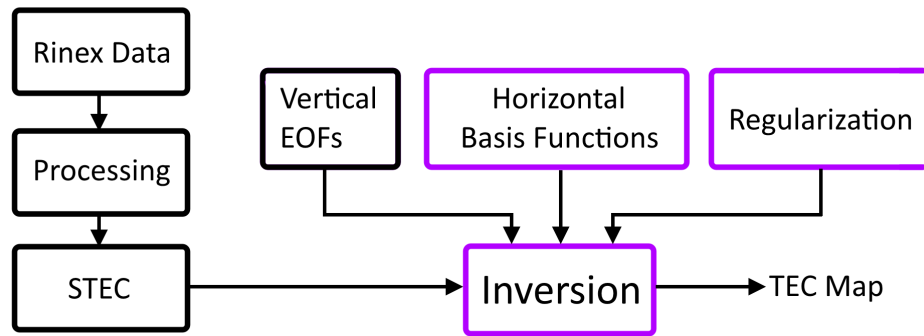 Rinex Data
Processing
STEC
Vertical
EOFs
Horizontal
Basis Functions
Regularization
Inversion
TEC Map